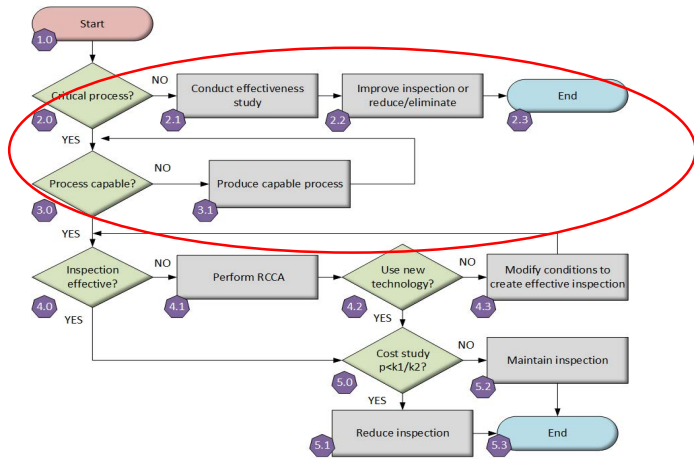 Start
1.0
Critical process?
2.0
NO
Conduct effectiveness
study
2.1
Improve inspection or
reduce/eliminate
2.2
End
2.3
YES
Process capable?
3.0
NO
Produce capable process
3.1
YES
Inspection
effective?
4.0
NO
Perform RCCA
4.1
Use new
technology?
4.2
NO
Modify conditions to
create effective inspection
4.3
YES
YES
Cost study
p<k1/k2?
5.0
NO
Maintain inspection
5.2
YES
Reduce inspection
5.1
End
5.3